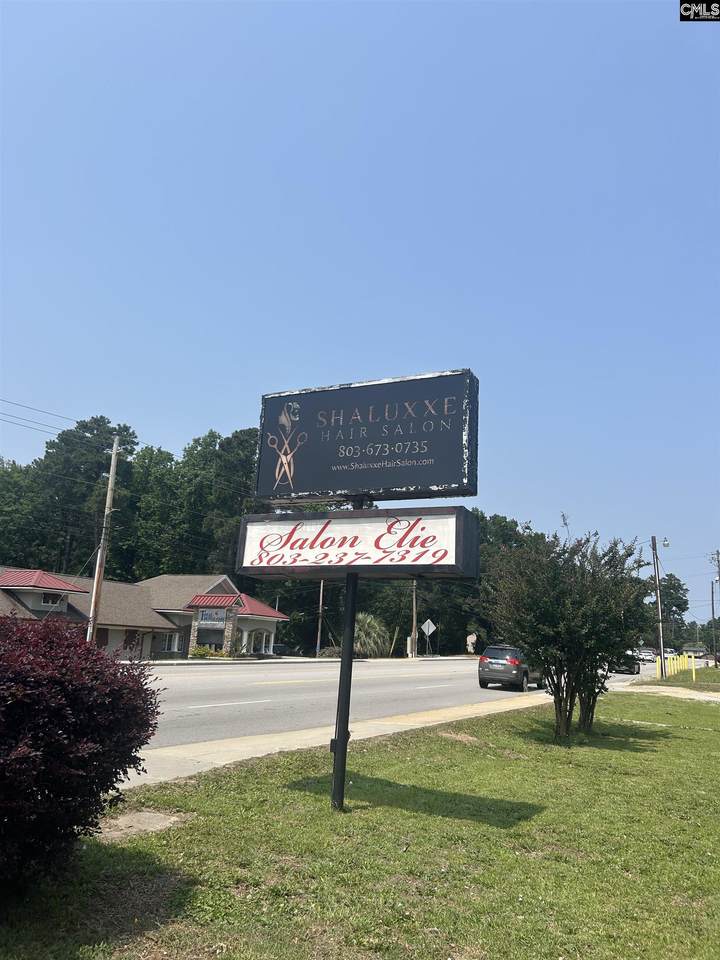 CMLS
SHALUXXE
HAIR SALON
803·673·0735
www.ShaluxxeHairSalon.com
Salon Elie
803-237-7319